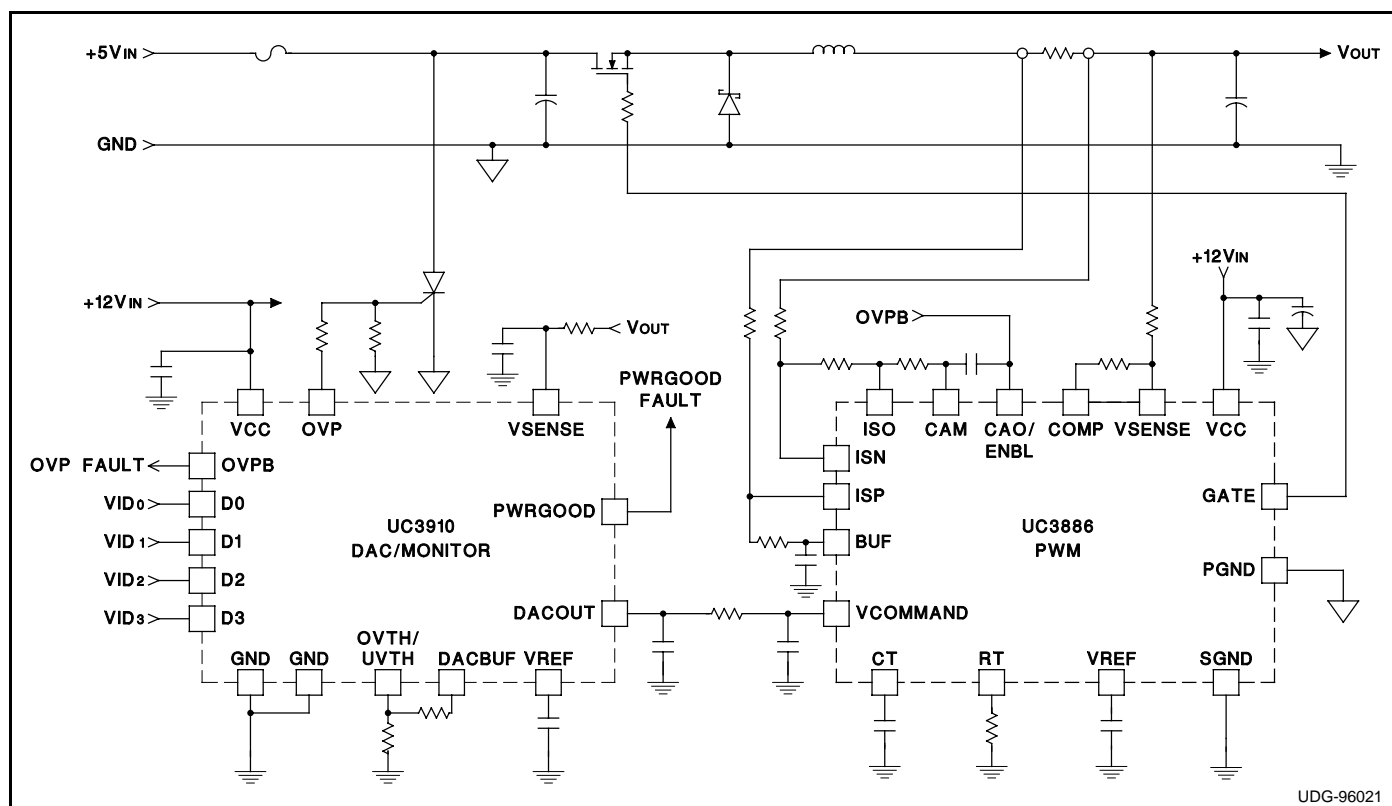 +5VIN
VOUT
GND
+12VIN
+12VIN
OVPB
VOUT
PWRGOOD
FAULT
VCC
OVP
VSENSE
ISO
CAM
CAO/
ENBL
COMP
VSENSE
VCC
OVP FAULT
OVPB
VID0
D0
VID1
D1
VID2
D2
VID3
D3
UC3910
DAC/MONITOR
PWRGOOD
DACOUT
GND
GND
OVTH/
UVTH
DACBUF
VREF
ISN
ISP
BUF
VCOMMAND
UC3886
PWM
GATE
PGND
CT
RT
VREF
SGND
UDG-96021